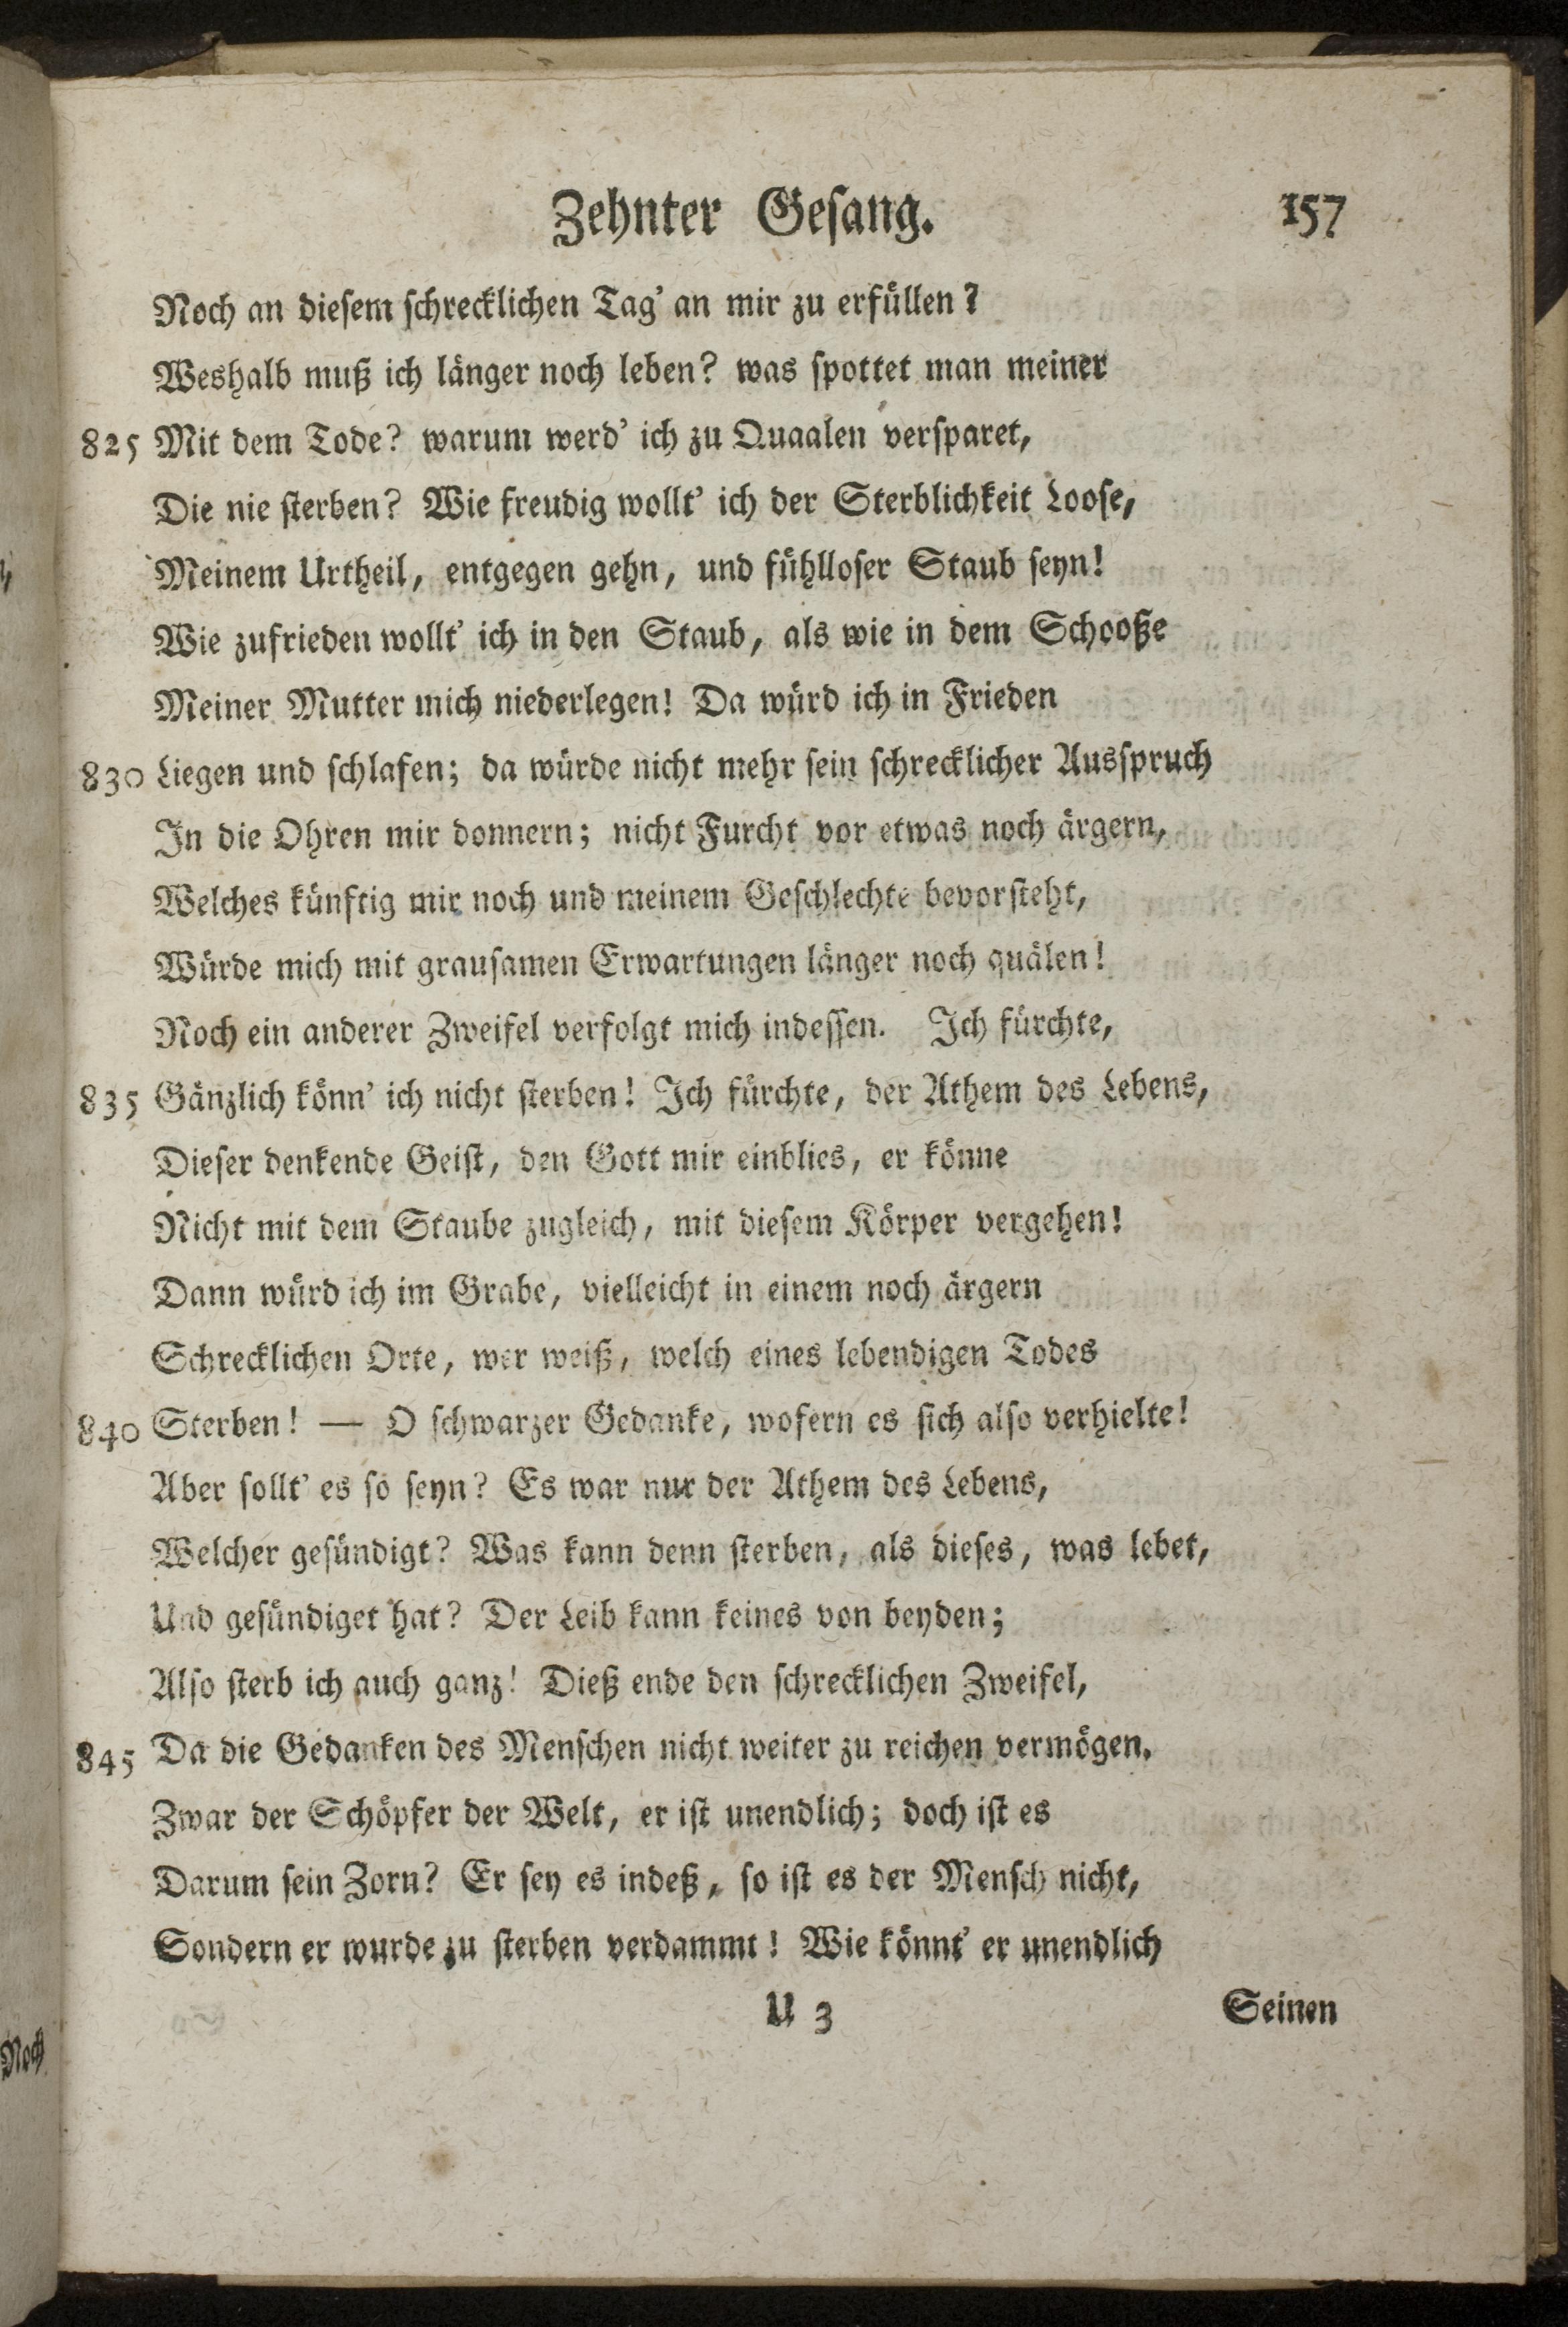 Zehnter Gesang. 157
Noch an diesem schrecklichen Tag' an mir zu erfüllen?
Weshalb muß ich länger noch leben? was spottet man meiner
825 Mit dem Tode? warum werd' ich zu Quaalen versparet,
Die nie sterben? Wie freudig wollt' ich der Sterblichkeit Loose,
Meinem Urtheil, entgegen gehn, und fühlloser Staub seyn!
Wie zufrieden wollt' ich in den Staub, als wie in dem Schooße
Meiner Mutter mich niederlegen! Da würd ich in Frieden
830 Liegen und schlafen; da würde nicht mehr sein schrecklicher Ausspruch
In die Ohren mir donnern; nicht Furcht vor etwas noch ärgern,
Welches künftig mir noch und meinem Geschlechte bevorsteht,
Würde mich mit grausamen Erwartungen länger noch quälen!
Noch ein anderer Zweifel verfolgt mich indessen. Ich fürchte,
835 Gänzlich könn' ich nicht sterben! Ich fürchte, der Athem des Lebens,
Dieser denkende Geist, den Gott mir einblies, er könne
Nicht mit dem Staube zugleich, mit diesem Körper vergehen!
Dann würd ich im Grabe, vielleicht in einem noch ärgern
Schrecklichen Orte, wer weiß, welch eines lebendigen Todes
840 Sterben! — O schwarzer Gedanke, wofern es sich also verhielte!
Aber sollt' es so seyn? Es war nur der Athem des Lebens,
Welcher gesündigt? Was kann denn sterben, als dieses, was lebet,
Und gesündiget hat? Der Leib kann keines von beyden;
Also sterb ich auch ganz! Dieß ende den schrecklichen Zweifel,
845 Da die Gedanken des Menschen nicht weiter zu reichen vermögen.
Zwar der Schöpfer der Welt, er ist unendlich; doch ist es
Darum sein Zorn? Er sey es indeß, so ist es der Mensch nicht,
Sondern er wurde zu sterben verdammt! Wie könnt' er unendlich
U 3 Seinen
Noch